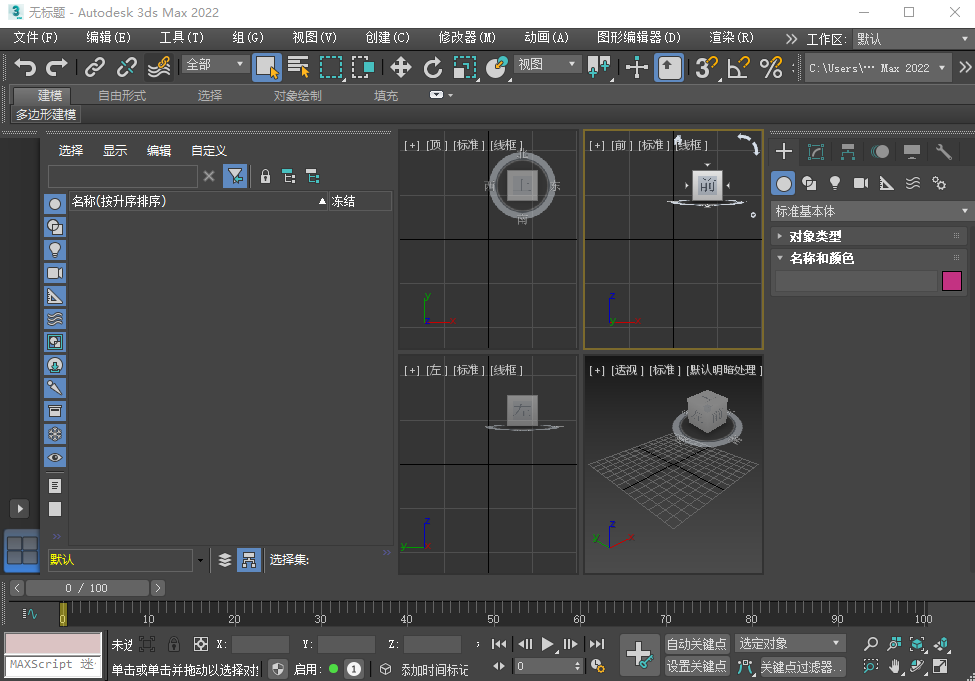 无标题 - Autodesk 3ds Max 2022
文件(F) 编辑(E) 工具(T) 组(G) 视图(V) 创建(C) 修改器(M) 动画(A) 图形编辑器(D) 渲染(R) 工作区: 默认
全部 视图 C:\Users\··· Max 2022
建模 自由形式 选择 对象绘制 填充
多边形建模
选择 显示 编辑 自定义
名称(按升序排序) 冻结
[+] [顶] [标准] [线框]
北
西 上 东
南
y
x
z
[+] [前] [标准] [线框]
前
z
x
y
标准基本体
对象类型
名称和颜色
[+] [左] [标准] [线框]
左
z
y
[+] [透视] [标准] [默认明暗处理]
z
y
x
默认 选择集:
0 / 100
0 10 20 30 40 50 60 70 80 90 100
未选 X: Y: Z: 0 自动关键点 选定对象
MAXScript 迷 单击或单击并拖动以选择对 启用: 添加时间标记 设置关键点 关键点过滤器...